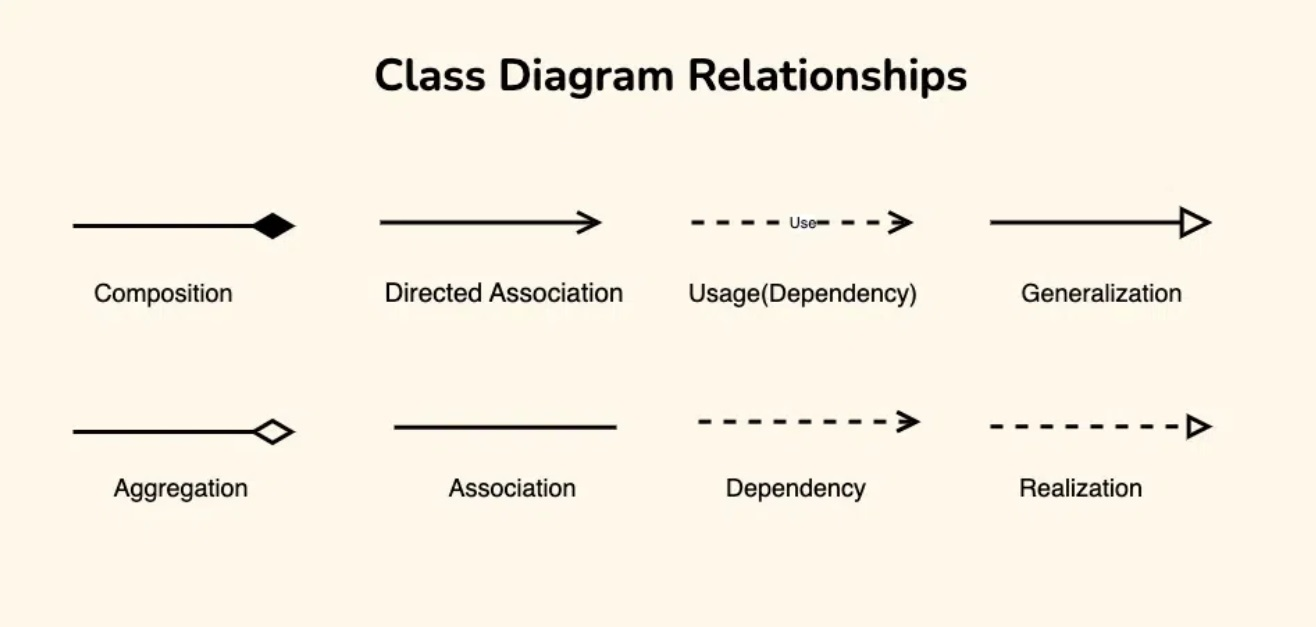 Class Diagram Relationships
Use
Composition
Directed Association
Usage(Dependency)
Generalization
Aggregation
Association
Dependency
Realization